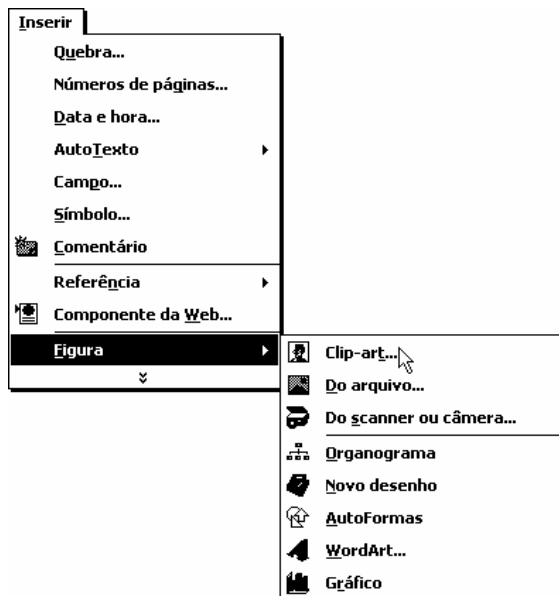 Inserir
Quebra...
Números de páginas...
Data e hora...
AutoTexto
Campo...
Símbolo...
Comentário
Referência
Componente da Web...
Figura
Clip-art...
Do arquivo...
Do scanner ou câmera...
Organograma
Novo desenho
AutoFormas
WordArt...
Gráfico